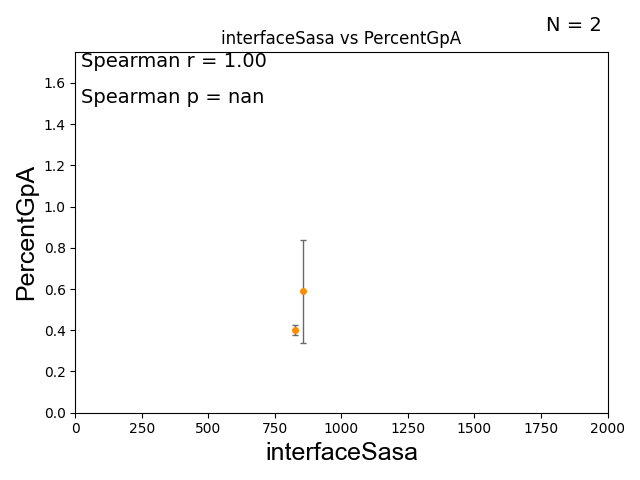 N = 2
interfaceSasa vs PercentGpA
Spearman r = 1.00
Spearman p = nan
PercentGpA
1.6
1.4
1.2
1.0
0.8
0.6
0.4
0.2
0.0
0 250 500 750 1000 1250 1500 1750 2000
interfaceSasa